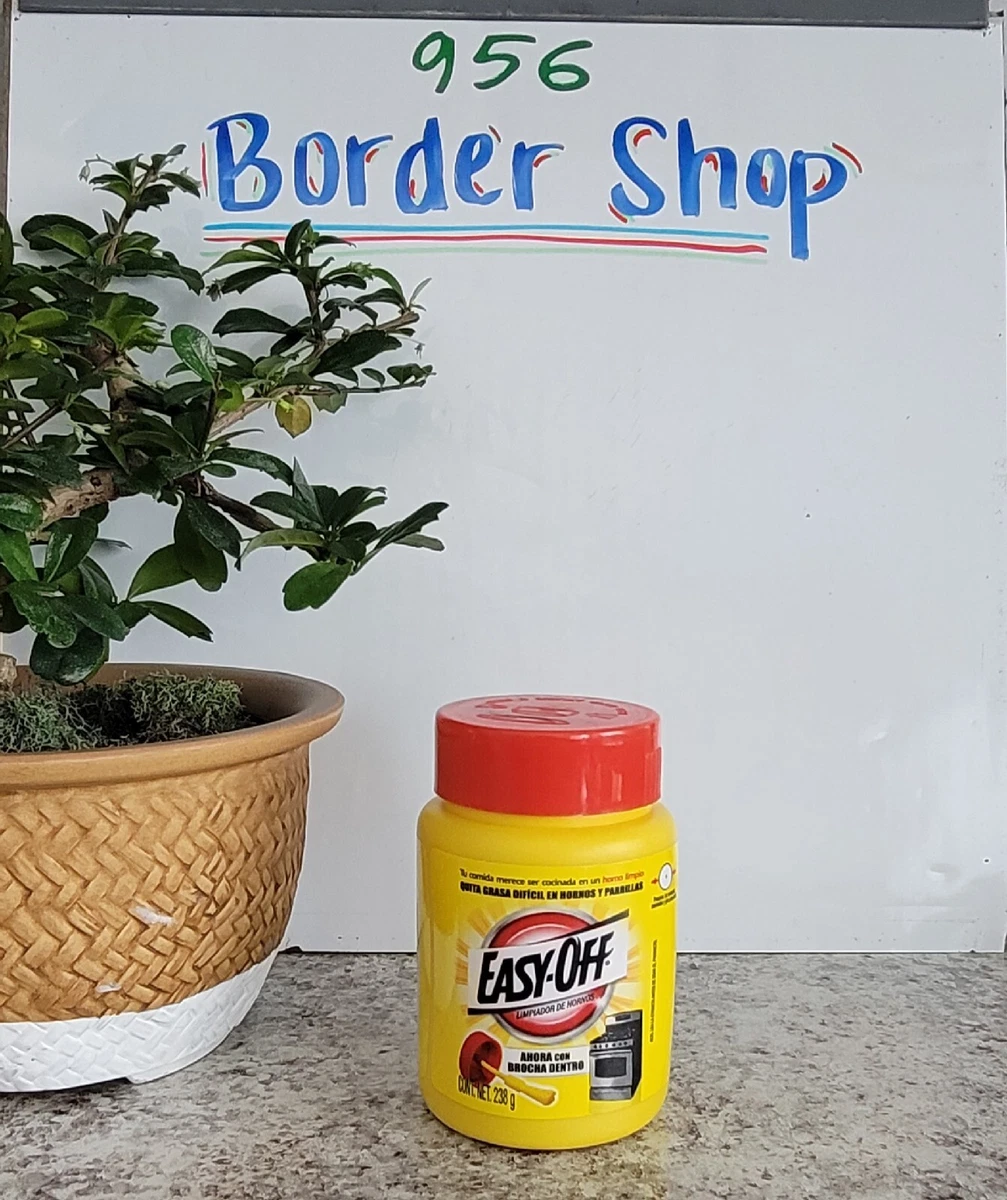 956
Border Shop
Tu comida merece ser cocinada en un horno limpio
QUITA GRASA DIFÍCIL EN HORNOS Y PARRILLAS
EASY-OFF
LIMPIADOR DE HORNOS
AHORA CON
BROCHA DENTRO
CONT. NET. 238 g